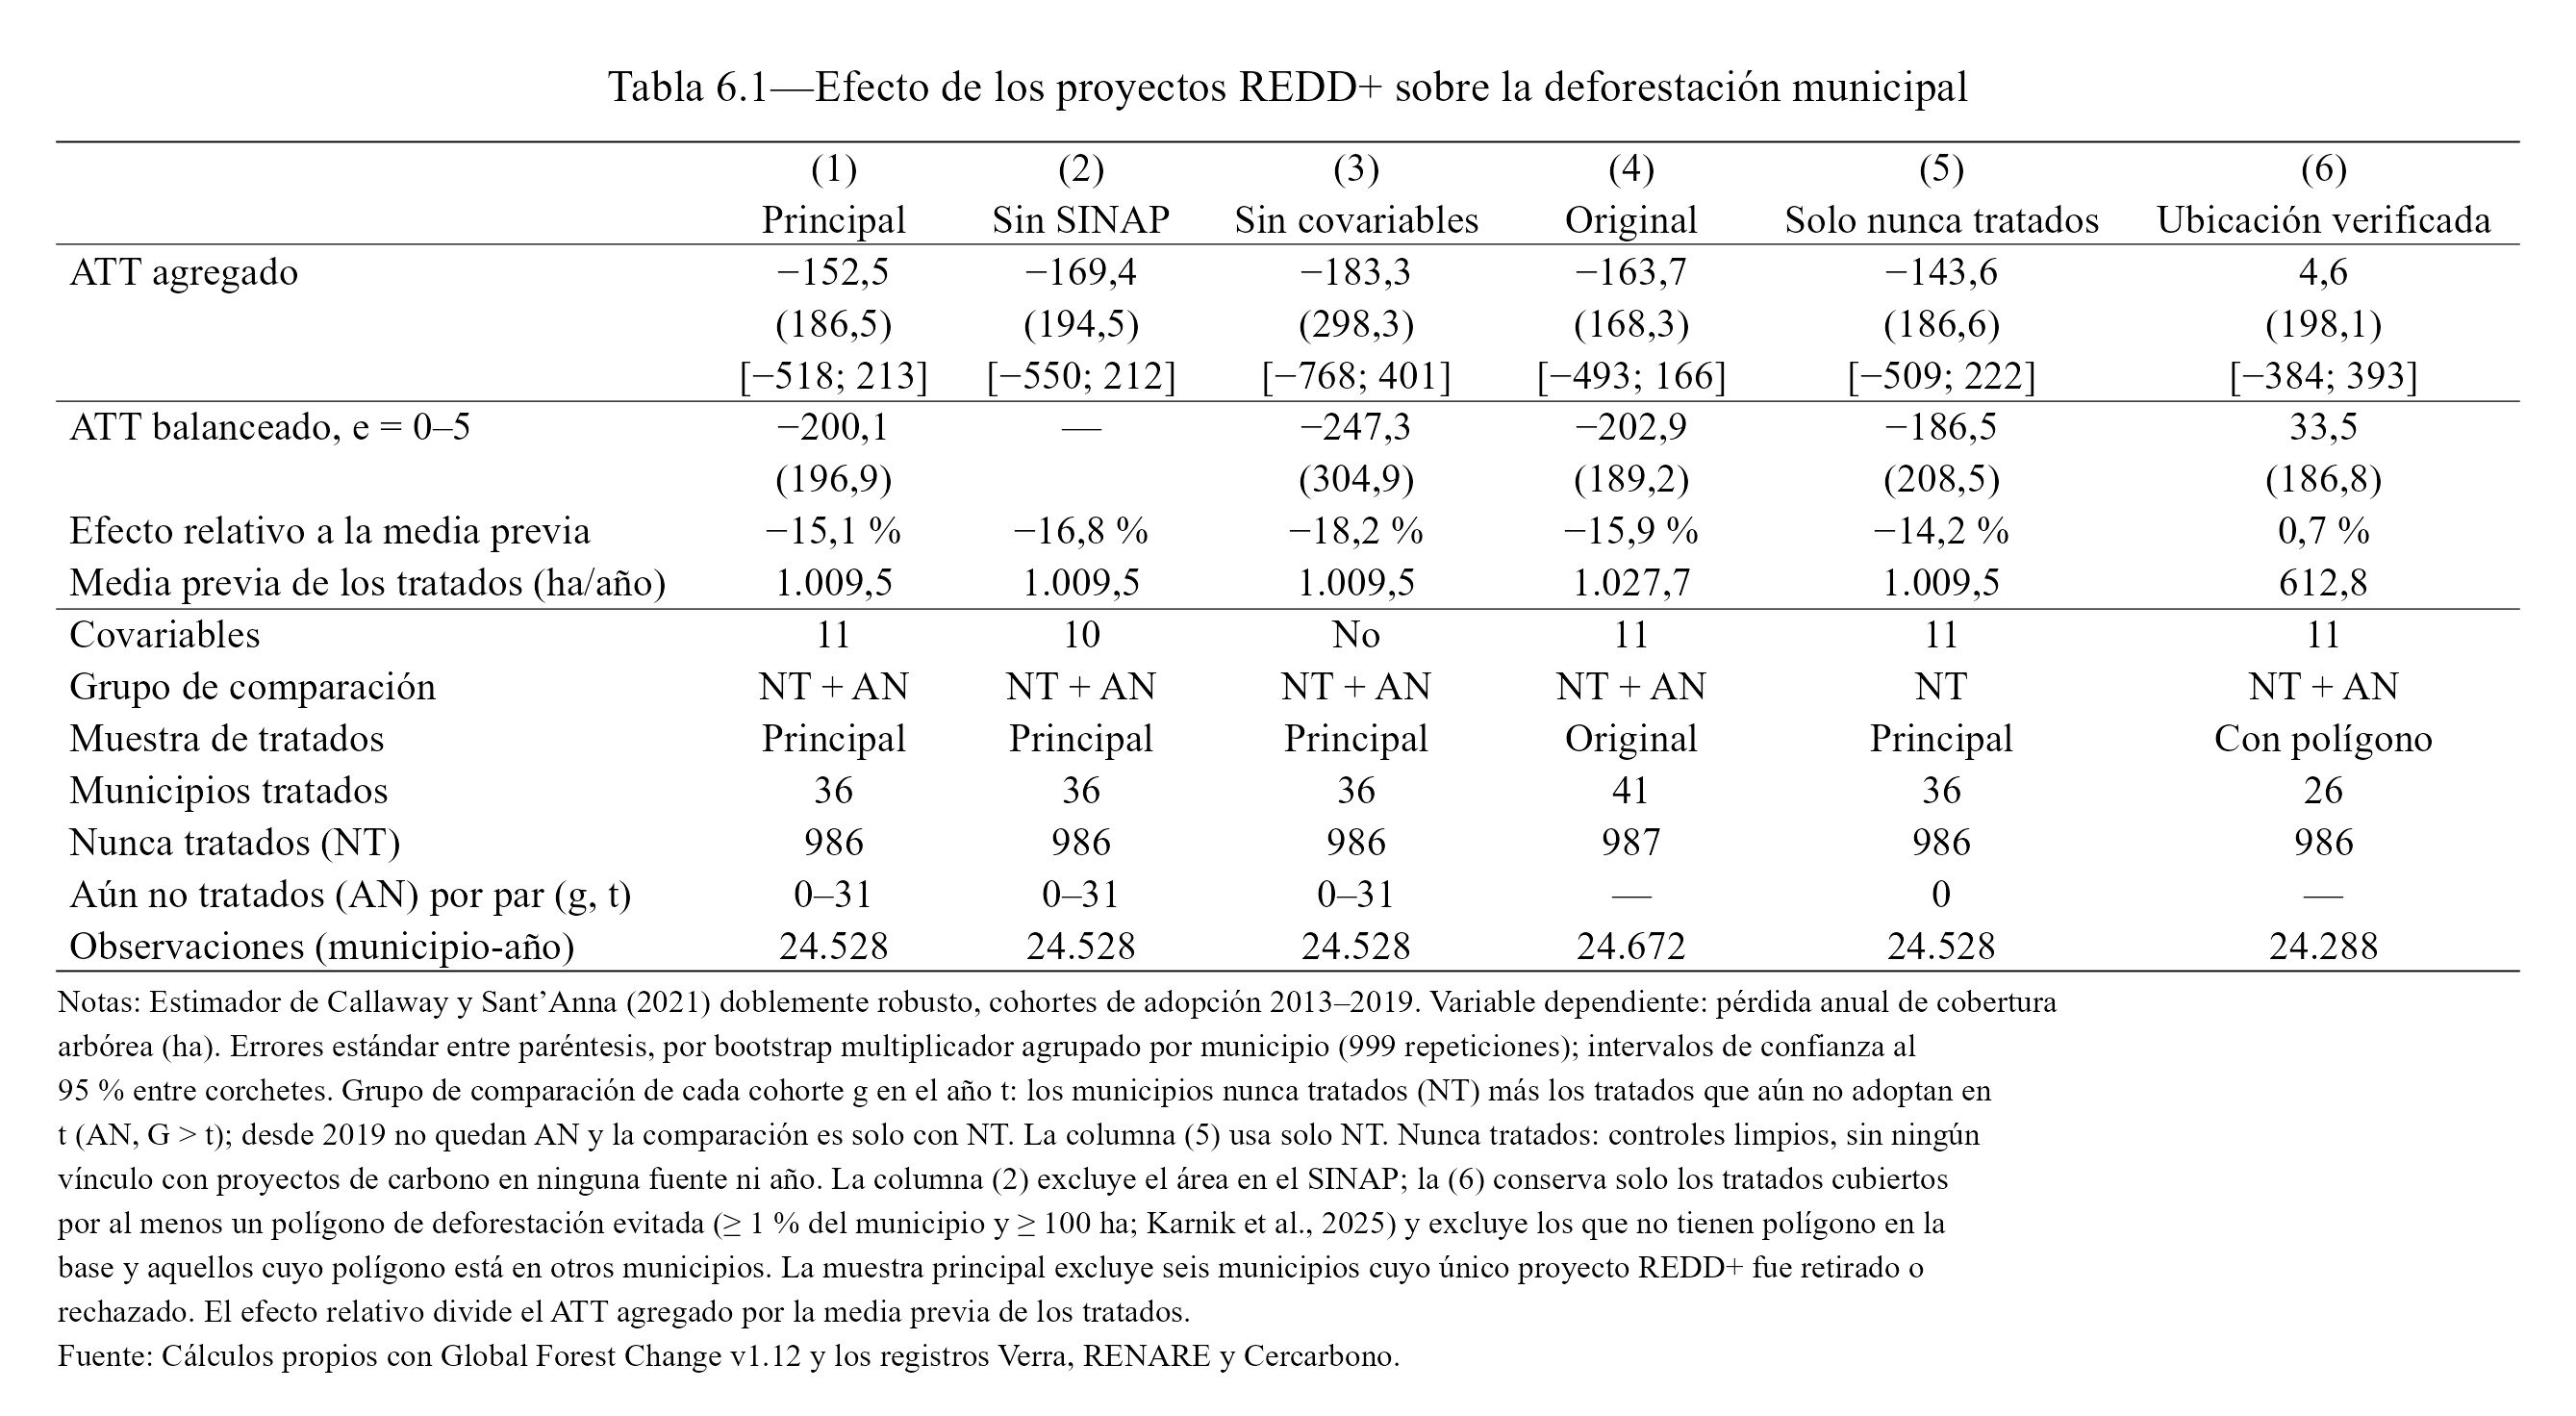 Tabla 6.1—Efecto de los proyectos REDD+ sobre la deforestación municipal
(1) (2) (3) (4) (5) (6)
Principal Sin SINAP Sin covariables Original Solo nunca tratados Ubicación verificada
ATT agregado −152,5 −169,4 −183,3 −163,7 −143,6 4,6
(186,5) (194,5) (298,3) (168,3) (186,6) (198,1)
[−518; 213] [−550; 212] [−768; 401] [−493; 166] [−509; 222] [−384; 393]
ATT balanceado, e = 0–5 −200,1 — −247,3 −202,9 −186,5 33,5
(196,9) (304,9) (189,2) (208,5) (186,8)
Efecto relativo a la media previa −15,1 % −16,8 % −18,2 % −15,9 % −14,2 % 0,7 %
Media previa de los tratados (ha/año) 1.009,5 1.009,5 1.009,5 1.027,7 1.009,5 612,8
Covariables 11 10 No 11 11 11
Grupo de comparación NT + AN NT + AN NT + AN NT + AN NT NT + AN
Muestra de tratados Principal Principal Principal Original Principal Con polígono
Municipios tratados 36 36 36 41 36 26
Nunca tratados (NT) 986 986 986 987 986 986
Aún no tratados (AN) por par (g, t) 0–31 0–31 0–31 — 0 —
Observaciones (municipio-año) 24.528 24.528 24.528 24.672 24.528 24.288
Notas: Estimador de Callaway y Sant’Anna (2021) doblemente robusto, cohortes de adopción 2013–2019. Variable dependiente: pérdida anual de cobertura
arbórea (ha). Errores estándar entre paréntesis, por bootstrap multiplicador agrupado por municipio (999 repeticiones); intervalos de confianza al
95 % entre corchetes. Grupo de comparación de cada cohorte g en el año t: los municipios nunca tratados (NT) más los tratados que aún no adoptan en
t (AN, G > t); desde 2019 no quedan AN y la comparación es solo con NT. La columna (5) usa solo NT. Nunca tratados: controles limpios, sin ningún
vínculo con proyectos de carbono en ninguna fuente ni año. La columna (2) excluye el área en el SINAP; la (6) conserva solo los tratados cubiertos
por al menos un polígono de deforestación evitada (≥ 1 % del municipio y ≥ 100 ha; Karnik et al., 2025) y excluye los que no tienen polígono en la
base y aquellos cuyo polígono está en otros municipios. La muestra principal excluye seis municipios cuyo único proyecto REDD+ fue retirado o
rechazado. El efecto relativo divide el ATT agregado por la media previa de los tratados.
Fuente: Cálculos propios con Global Forest Change v1.12 y los registros Verra, RENARE y Cercarbono.